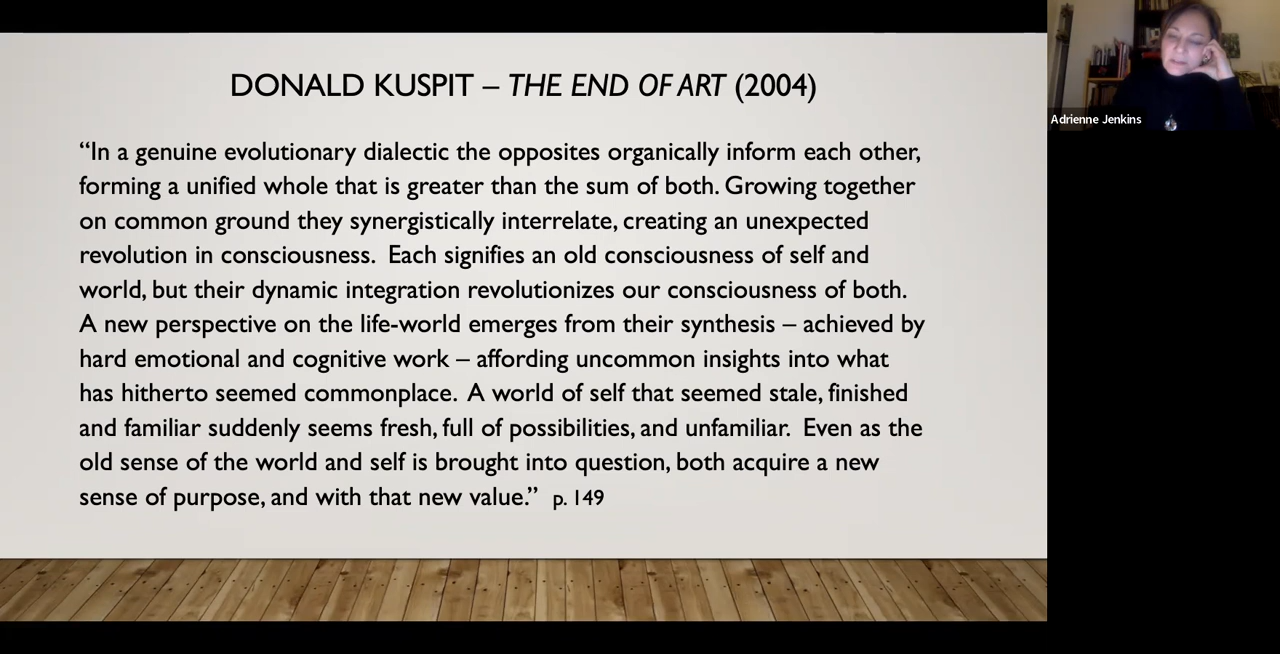 DONALD KUSPIT – THE END OF ART (2004)
“In a genuine evolutionary dialectic the opposites organically inform each other,
forming a unified whole that is greater than the sum of both. Growing together
on common ground they synergistically interrelate, creating an unexpected
revolution in consciousness.  Each signifies an old consciousness of self and
world, but their dynamic integration revolutionizes our consciousness of both.
A new perspective on the life-world emerges from their synthesis – achieved by
hard emotional and cognitive work – affording uncommon insights into what
has hitherto seemed commonplace.  A world of self that seemed stale, finished
and familiar suddenly seems fresh, full of possibilities, and unfamiliar.  Even as the
old sense of the world and self is brought into question, both acquire a new
sense of purpose, and with that new value.”  p. 149
Adrienne Jenkins